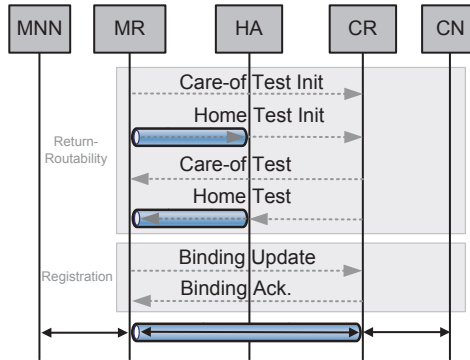 MNN MR HA CR CN
Care-of Test Init
Home Test Init
Return-
Routability
Care-of Test
Home Test
Binding Update
Registration
Binding Ack.